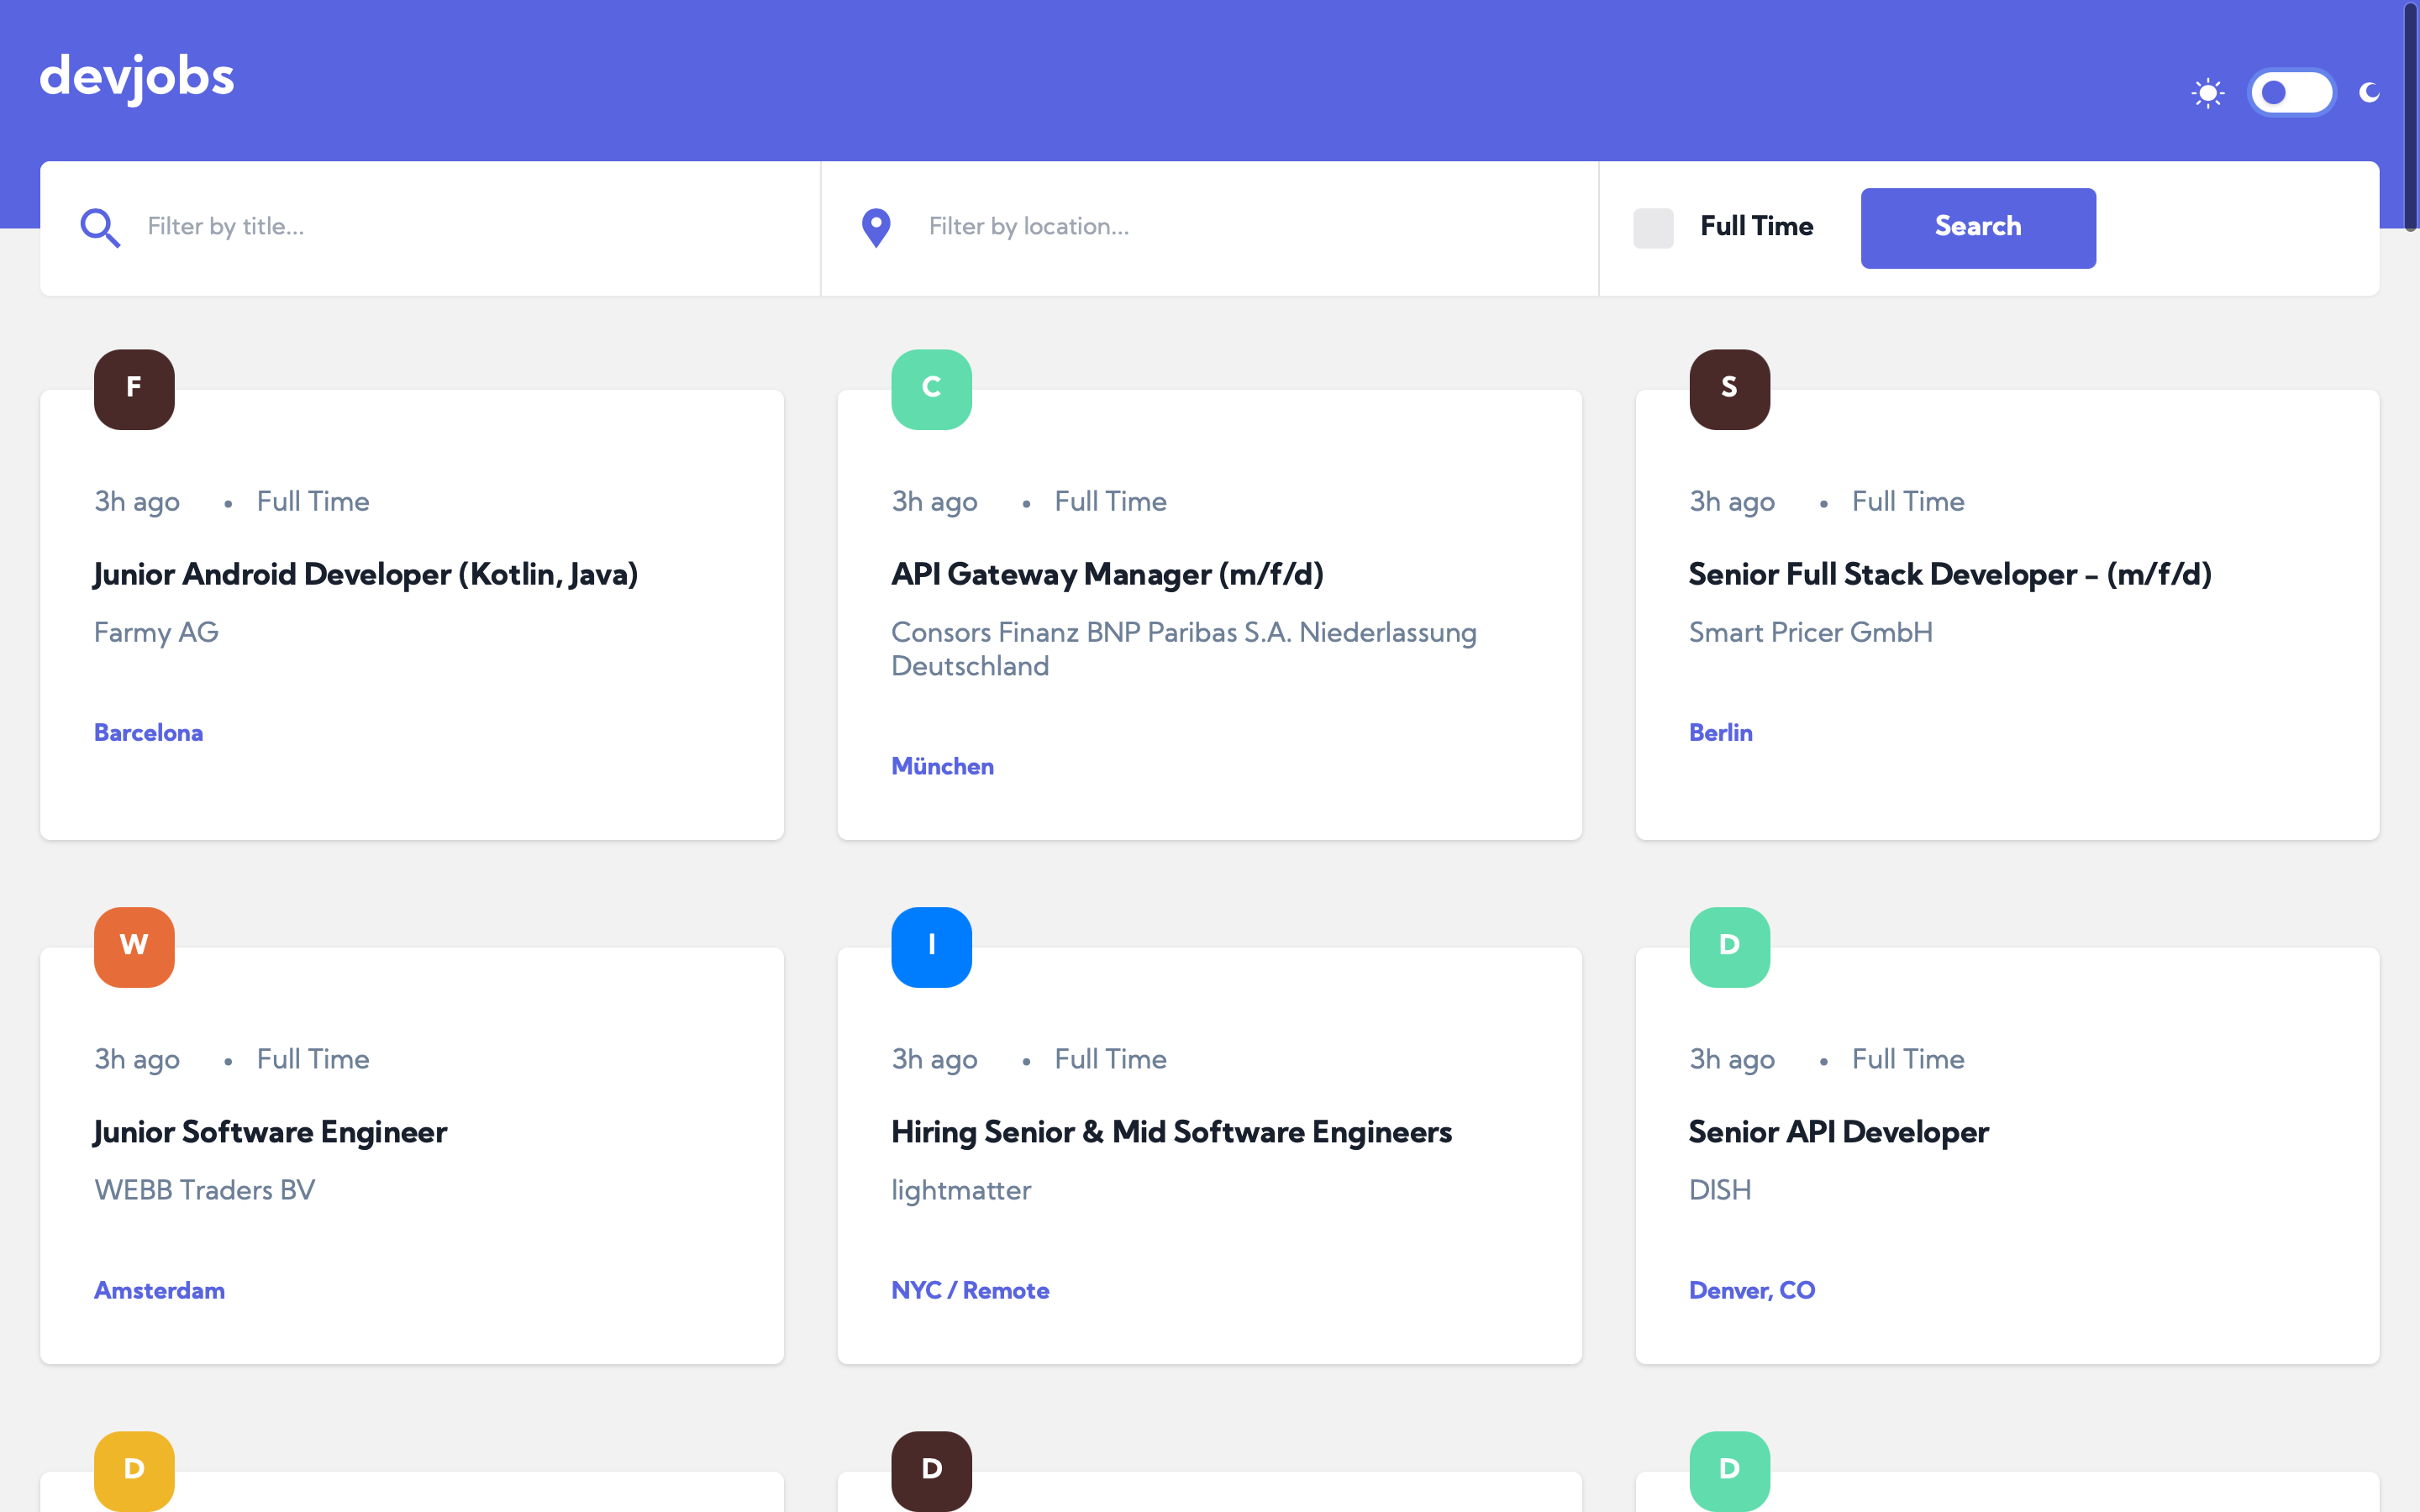 devjobs
Filter by title...
Filter by location...
Full Time
Search
F
3h ago • Full Time
Junior Android Developer (Kotlin, Java)
Farmy AG
Barcelona
C
3h ago • Full Time
API Gateway Manager (m/f/d)
Consors Finanz BNP Paribas S.A. Niederlassung
Deutschland
München
S
3h ago • Full Time
Senior Full Stack Developer - (m/f/d)
Smart Pricer GmbH
Berlin
W
3h ago • Full Time
Junior Software Engineer
WEBB Traders BV
Amsterdam
I
3h ago • Full Time
Hiring Senior & Mid Software Engineers
lightmatter
NYC / Remote
D
3h ago • Full Time
Senior API Developer
DISH
Denver, CO
D
D
D